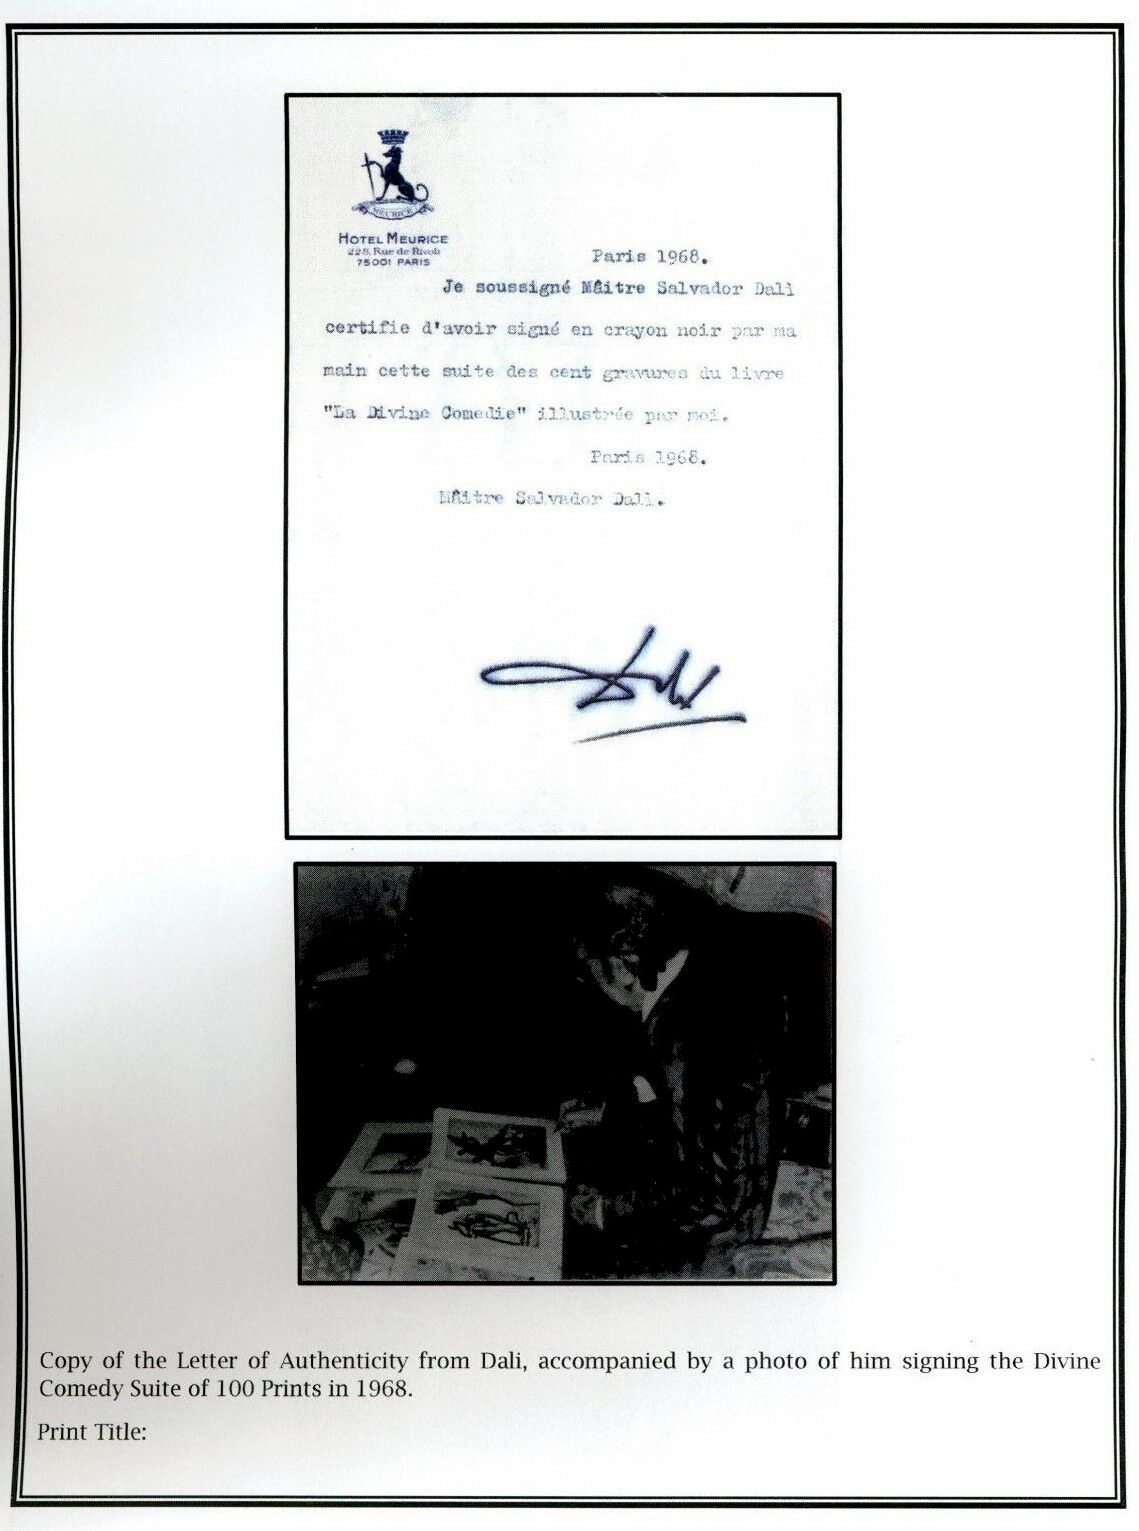 MEURICE
HOTEL MEURICE
228, Rue de Rivoli
75001 PARIS
Paris 1968.
Je soussigné Mâitre Salvador Dalí
certifie d'avoir signé en crayon noir par ma
main cette suite des cent gravures du livre
"La Divine Comedie" illustrée par moi.
Paris 1968.
Mâitre Salvador Dalí.
Dalí
Copy of the Letter of Authenticity from Dali, accompanied by a photo of him signing the Divine
Comedy Suite of 100 Prints in 1968.
Print Title: